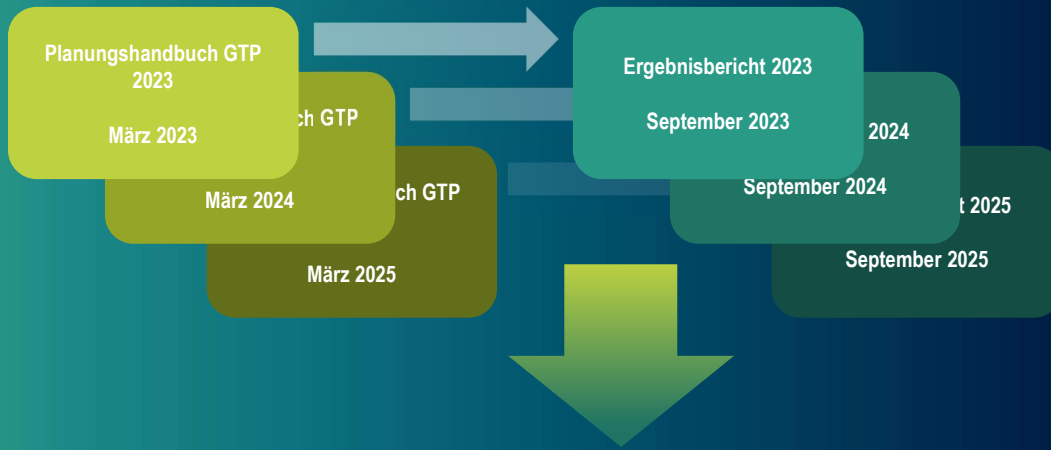 Planungshandbuch GTP
2023
März 2023
ch GTP
März 2024
ch GTP
März 2025
Ergebnisbericht 2023
September 2023
2024
September 2024
t 2025
September 2025